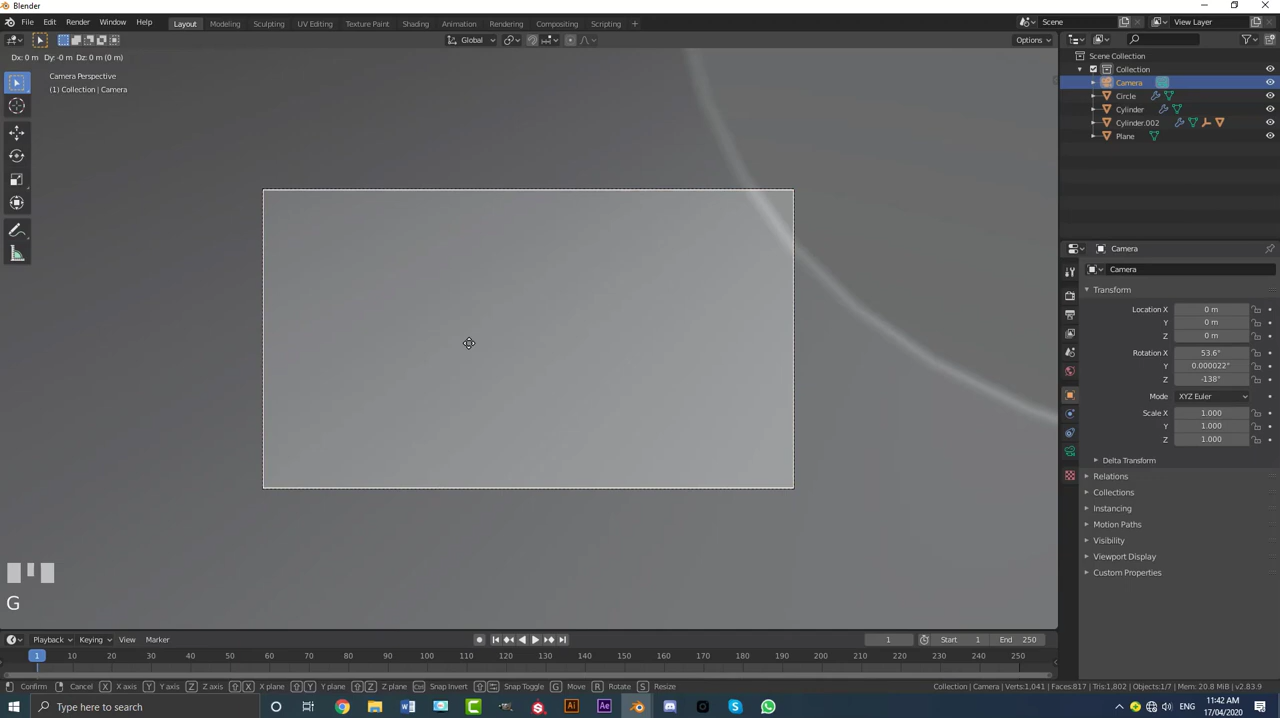 Blender
File Edit Render Window Help
Layout Modeling Sculpting UV Editing Texture Paint Shading Animation Rendering Compositing Scripting +
Scene
View Layer
Global
Options
Dx: 0 m Dy: -0 m Dz: 0 m (0 m)
Camera Perspective
(1) Collection | Camera
G
Scene Collection
Collection
Camera
Circle
Cylinder
Cylinder.002
Plane
Camera
Camera
Transform
Location X 0 m
Y 0 m
Z 0 m
Rotation X 53.6°
Y 0.000022°
Z -138°
Mode XYZ Euler
Scale X 1.000
Y 1.000
Z 1.000
Delta Transform
Relations
Collections
Instancing
Motion Paths
Visibility
Viewport Display
Custom Properties
Playback Keying View Marker
1 Start 1 End 250
1 10 20 30 40 50 60 70 80 90 100 110 120 130 140 150 160 170 180 190 200 210 220 230 240 250
Confirm Cancel X X axis Y Y axis Z Z axis X X plane Y Y plane Z Z plane Ctrl Snap Invert Snap Toggle G Move R Rotate S Resize
Collection | Camera | Verts:1,041 | Faces:817 | Tris:1,802 | Objects:1/7 | Mem: 20.8 MiB | v2.83.9
Type here to search
11:42 AM
17/04/2020